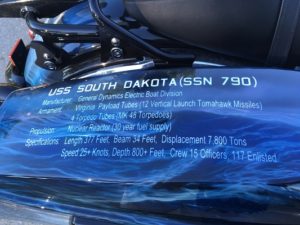 USS SOUTH DAKOTA (SSN 790)
Manufacturer: General Dynamics Electric Boat Division
Armament: Virginia Payload Tubes (12 Vertical Launch Tomahawk Missiles)
4 Torpedo Tubes (MK 48 Torpedoes)
Propulsion: Nuclear Reactor (30 year fuel supply)
Specifications: Length 377 Feet, Beam 34 Feet, Displacement 7,800 Tons
Speed 25+ Knots, Depth 800+ Feet, Crew 15 Officers, 117 Enlisted